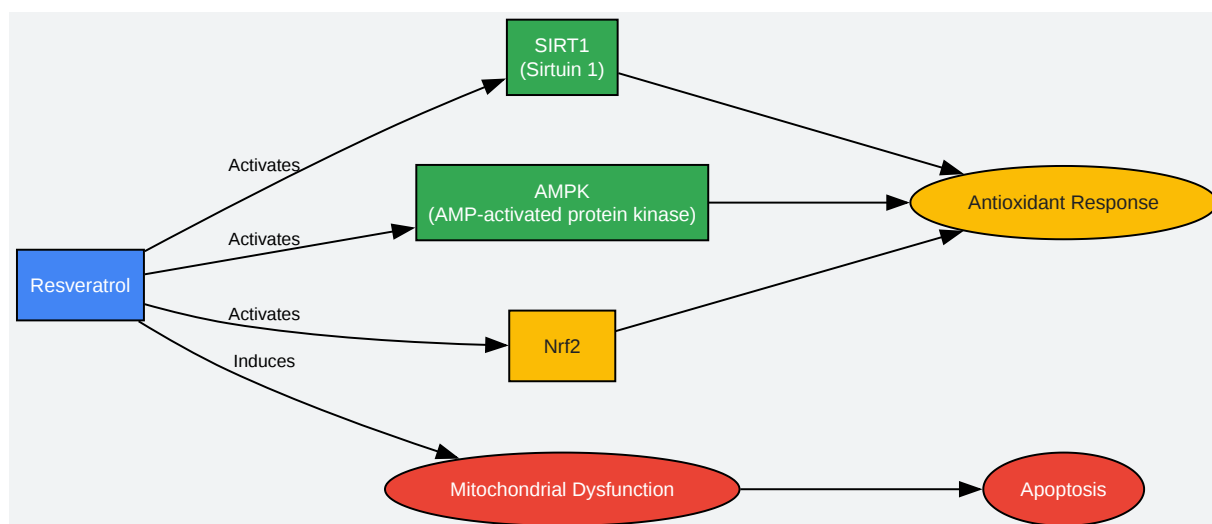 SIRT1
(Sirtuin 1)
Activates
AMPK
(AMP-activated protein kinase)
Antioxidant Response
Activates
Resveratrol
Activates
Nrf2
Induces
Mitochondrial Dysfunction
Apoptosis